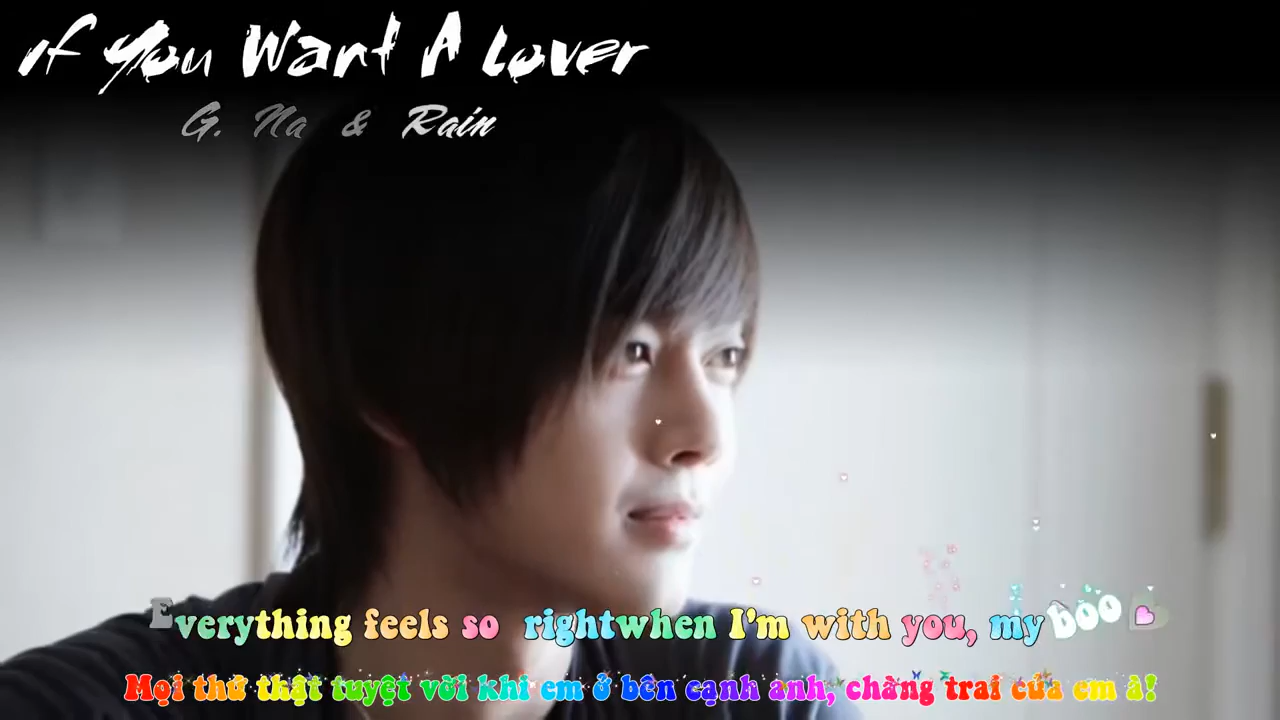 If You Want A Lover
G. Na & Rain
Everything feels so rightwhen I'm with you, my boo
Mọi thứ thật tuyệt vời khi em ở bên cạnh anh, chàng trai của em à!